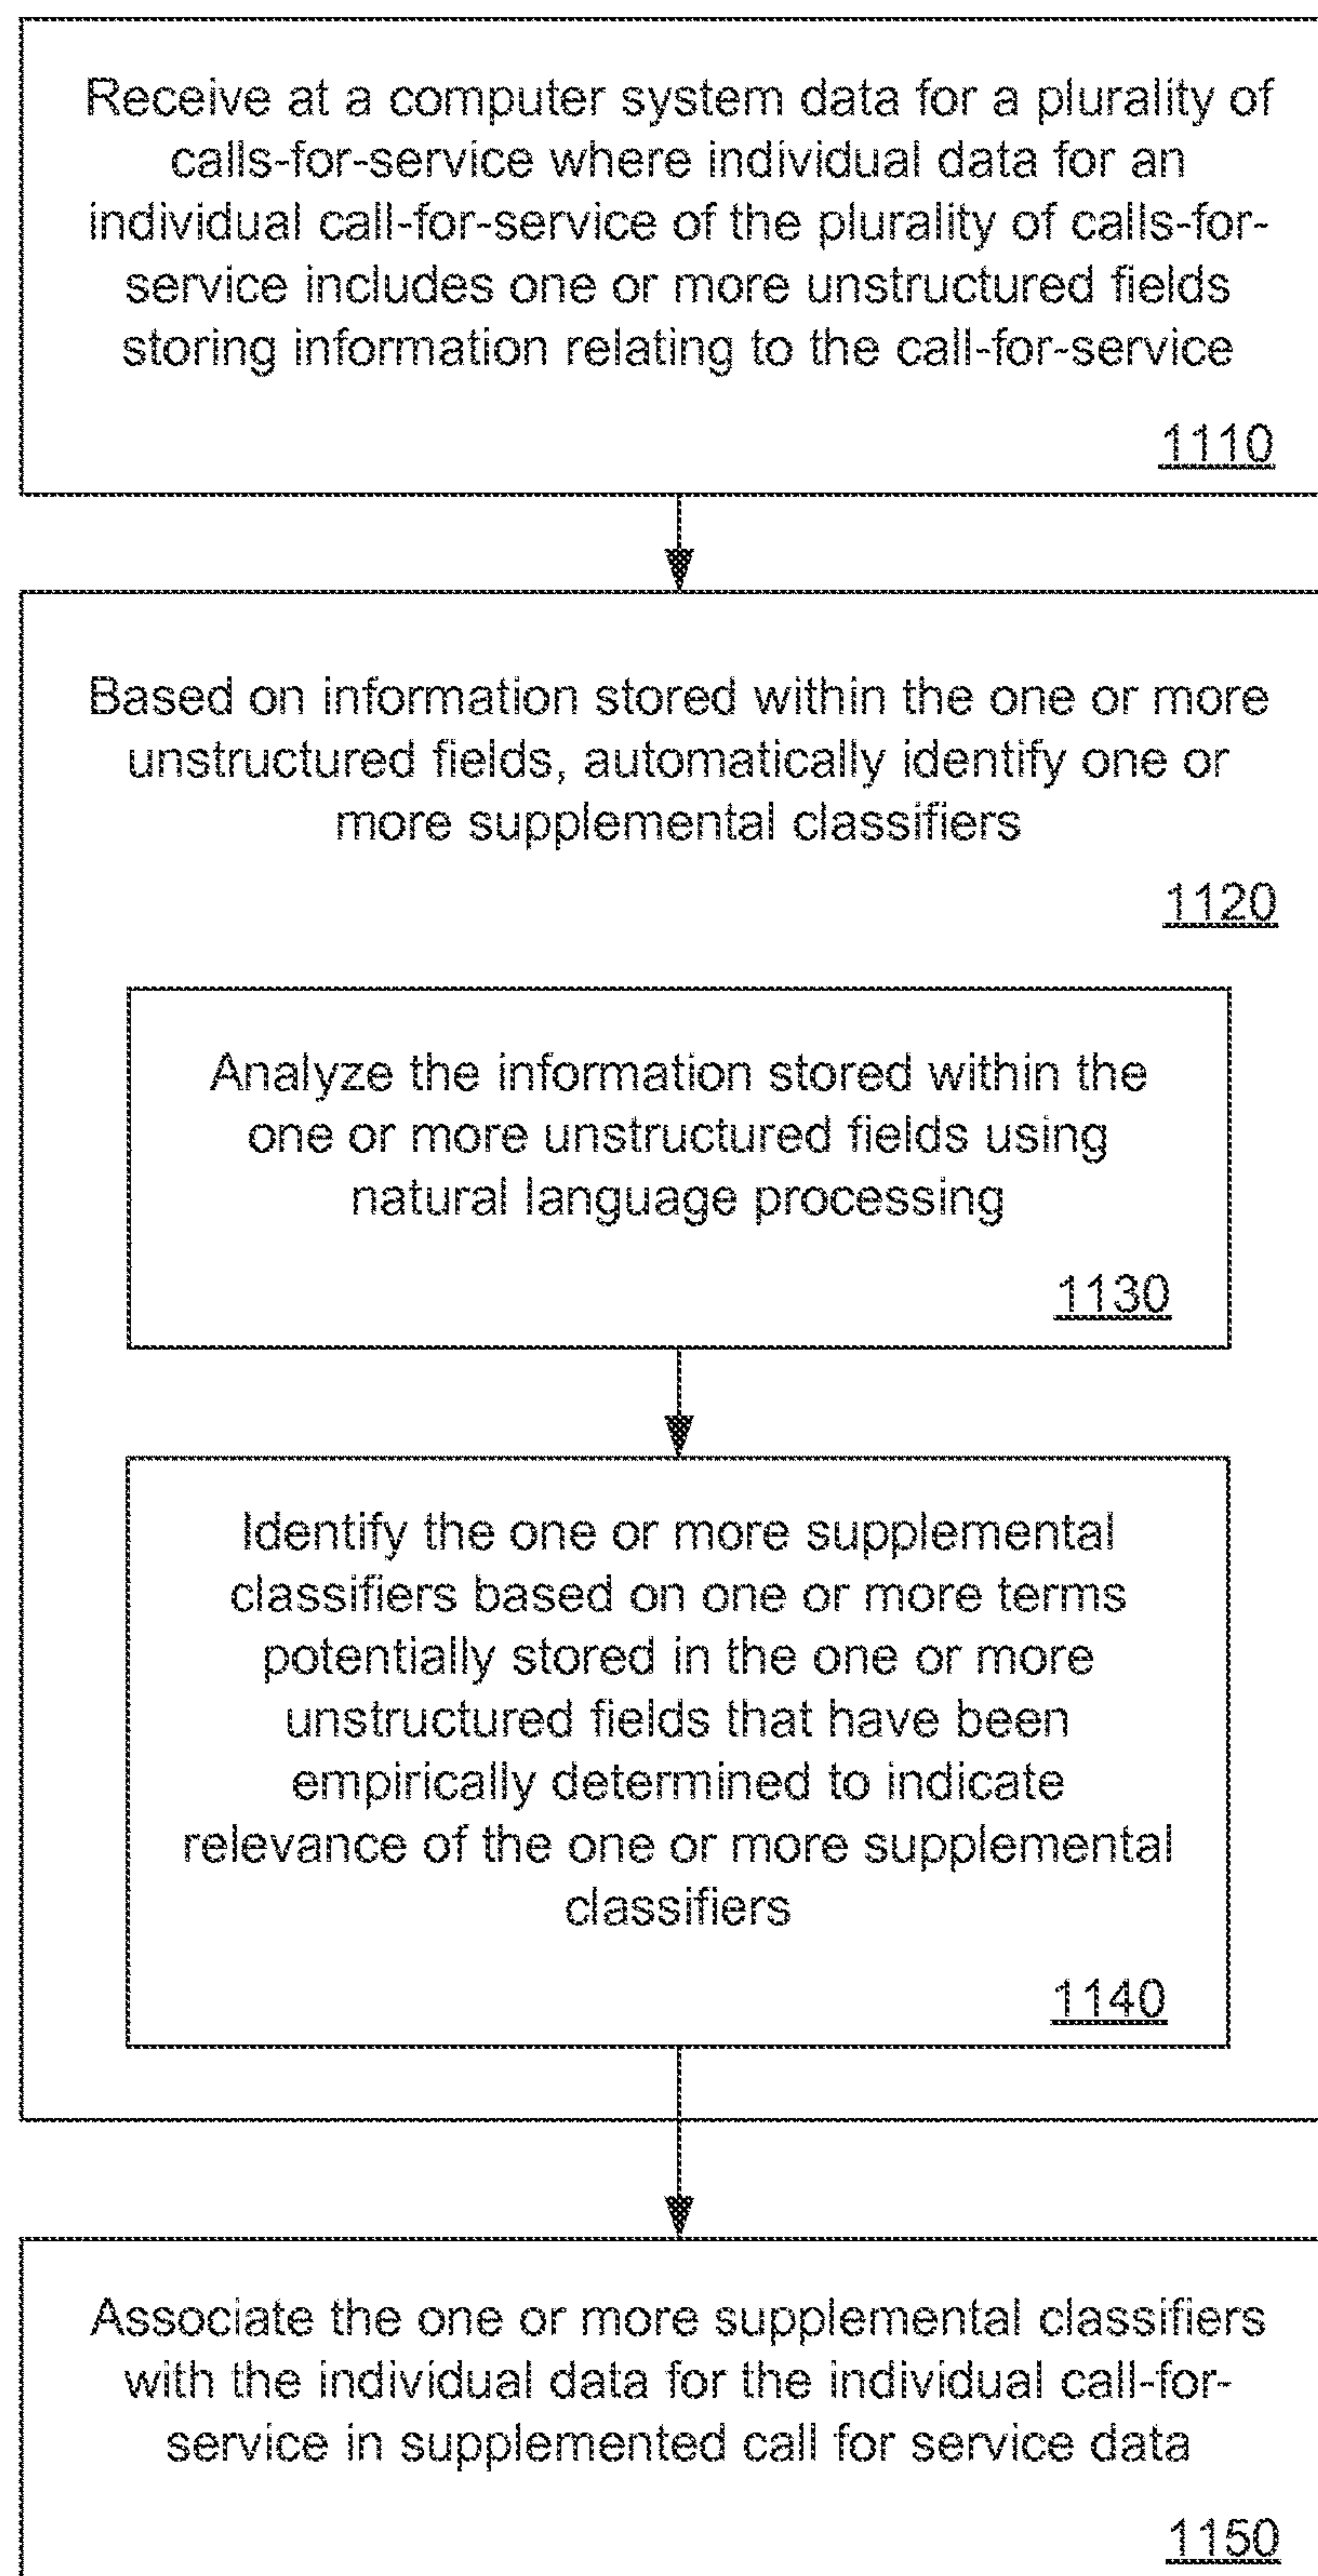 Receive at a computer system data for a plurality of
calls-for-service where individual data for an
individual call-for-service of the plurality of calls-for-
service includes one or more unstructured fields
storing information relating to the call-for-service
1110
Based on information stored within the one or more
unstructured fields, automatically identify one or
more supplemental classifiers
1120
Analyze the information stored within the
one or more unstructured fields using
natural language processing
1130
Identify the one or more supplemental
classifiers based on one or more terms
potentially stored in the one or more
unstructured fields that have been
empirically determined to indicate
relevance of the one or more supplemental
classifiers
1140
Associate the one or more supplemental classifiers
with the individual data for the individual call-for-
service in supplemented call for service data
1150